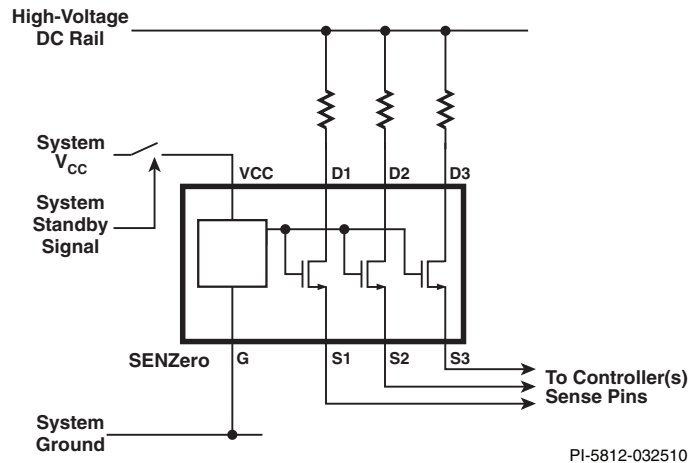 High-Voltage
DC Rail
System
VCC
System
Standby
Signal
VCC
D1
D2
D3
SENZero
G
S1
S2
S3
To Controller(s)
Sense Pins
System
Ground
PI-5812-032510